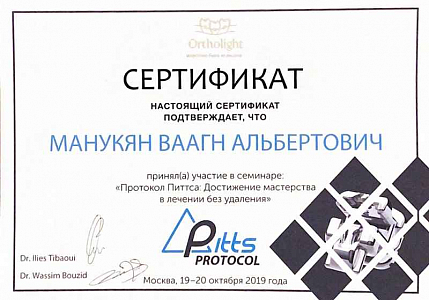 Ortholight
СЕРТИФИКАТ
НАСТОЯЩИЙ СЕРТИФИКАТ
ПОДТВЕРЖДАЕТ, ЧТО
МАНУКЯН ВААГН АЛЬБЕРТОВИЧ
принял(а) участие в семинаре:
«Протокол Питтса: Достижение мастерства
в лечении без удаления»
Pitts
PROTOCOL
Dr. Ilies Tibaoui
Dr. Wassim Bouzid
Москва, 19–20 октября 2019 года